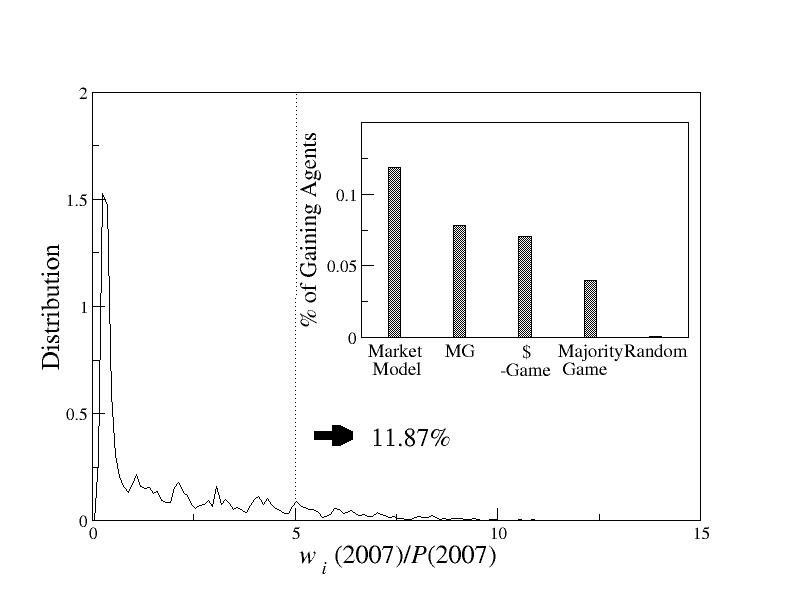 2
1.5
1
0.5
0
Distribution
0
5
10
15
w i (2007)/P(2007)
11.87%
% of Gaining Agents
0.1
0.05
0
Market
Model
MG
$
-Game
Majority
Game
Random